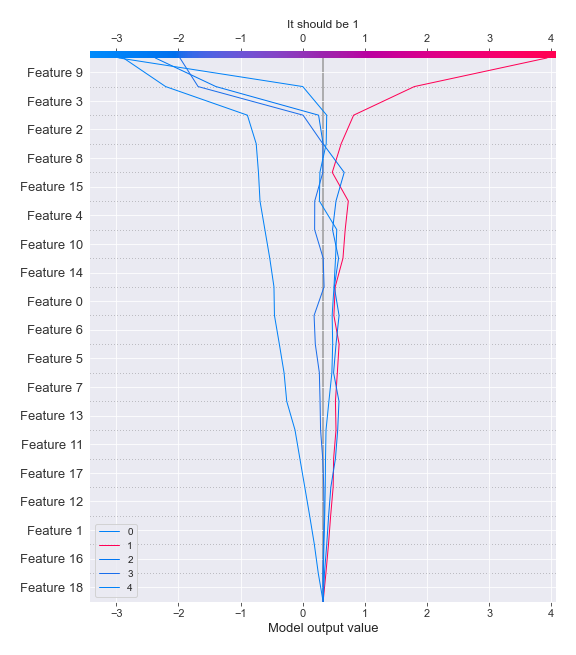 It should be 1
−3 −2 −1 0 1 2 3 4
Feature 9
Feature 3
Feature 2
Feature 8
Feature 15
Feature 4
Feature 10
Feature 14
Feature 0
Feature 6
Feature 5
Feature 7
Feature 13
Feature 11
Feature 17
Feature 12
Feature 1
Feature 16
Feature 18
0
1
2
3
4
−3 −2 −1 0 1 2 3 4
Model output value